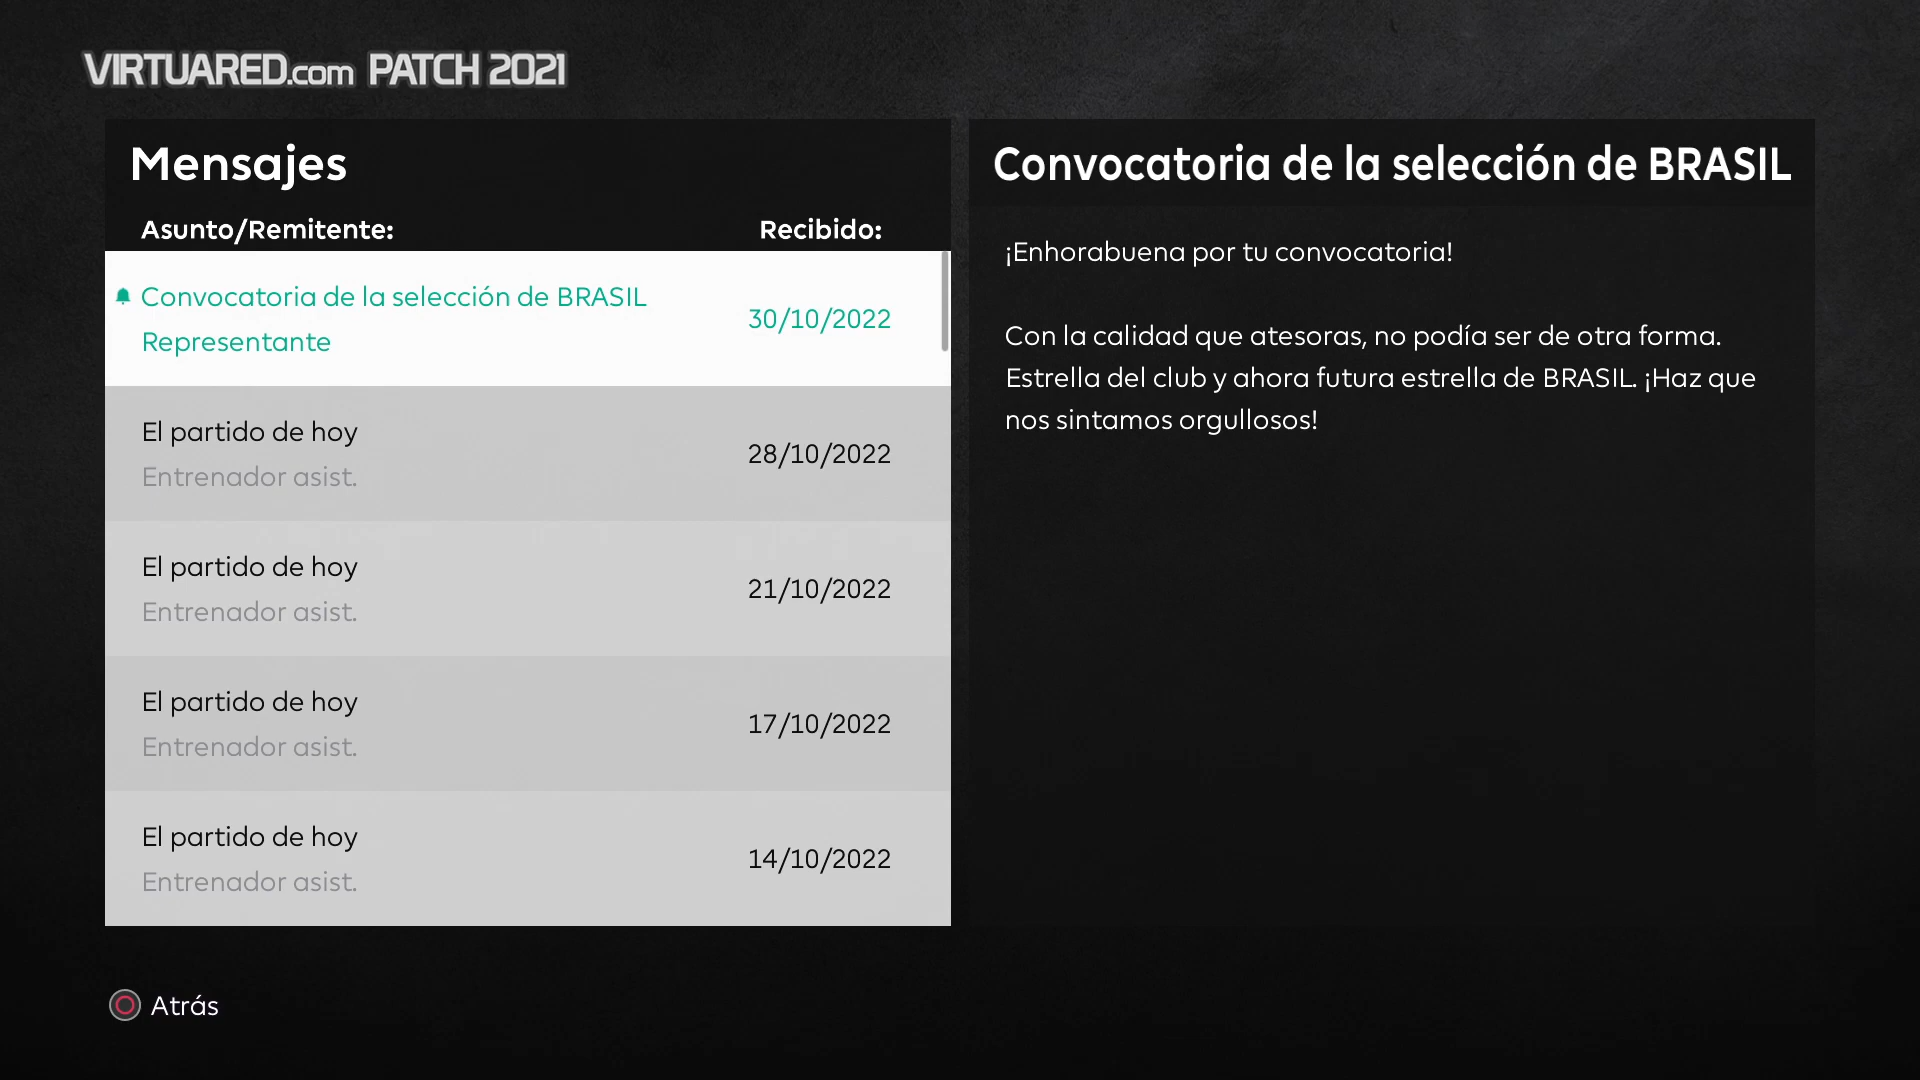 VIRTUARED.com PATCH 2021
Mensajes
Asunto/Remitente:
Recibido:
Convocatoria de la selección de BRASIL
Representante
30/10/2022
El partido de hoy
Entrenador asist.
28/10/2022
El partido de hoy
Entrenador asist.
21/10/2022
El partido de hoy
Entrenador asist.
17/10/2022
El partido de hoy
Entrenador asist.
14/10/2022
Convocatoria de la selección de BRASIL
¡Enhorabuena por tu convocatoria!
Con la calidad que atesoras, no podía ser de otra forma.
Estrella del club y ahora futura estrella de BRASIL. ¡Haz que
nos sintamos orgullosos!
Atrás